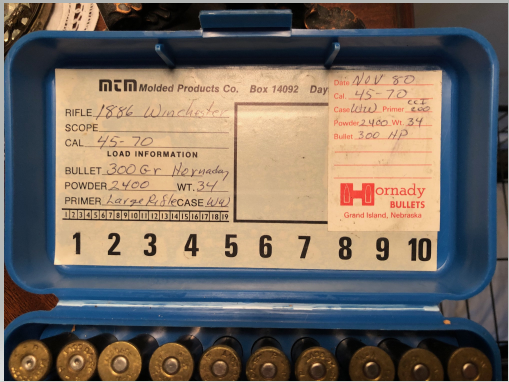 MTM Molded Products Co. Box 14092 Day
RIFLE 1886 Winchester
SCOPE
CAL 45-70
LOAD INFORMATION
BULLET 300 Gr Hornaday
POWDER 2400 WT. 34
PRIMER Large Rifle CASE WW
1 2 3 4 5 6 7 8 9 10 11 12 13 14 15 16 17 18 19
1 2 3 4 5 6 7 8 9 10
Date Nov 80
Cal. 45-70
Case WW Primer CCI 200
Powder 2400 Wt. 34
Bullet 300 HP
Hornady
BULLETS
Grand Island, Nebraska